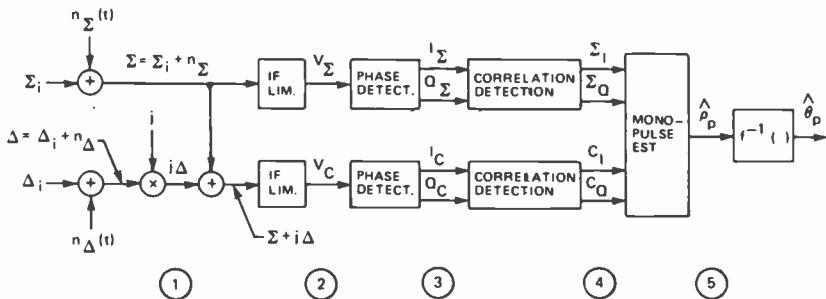 n_Σ(t)
Σ_i
+
Σ = Σ_i + n_Σ
IF LIM.
V_Σ
PHASE DETECT.
I_Σ
Q_Σ
CORRELATION DETECTION
Σ_I
Σ_Q
MONO-
PULSE
EST
ρ̂_p
f⁻¹ ( )
θ̂_p
Δ = Δ_i + n_Δ
j
Δ_i
+
×
jΔ
+
n_Δ(t)
Σ + jΔ
IF LIM.
V_C
PHASE DETECT.
I_C
Q_C
CORRELATION DETECTION
C_I
C_Q
1
2
3
4
5